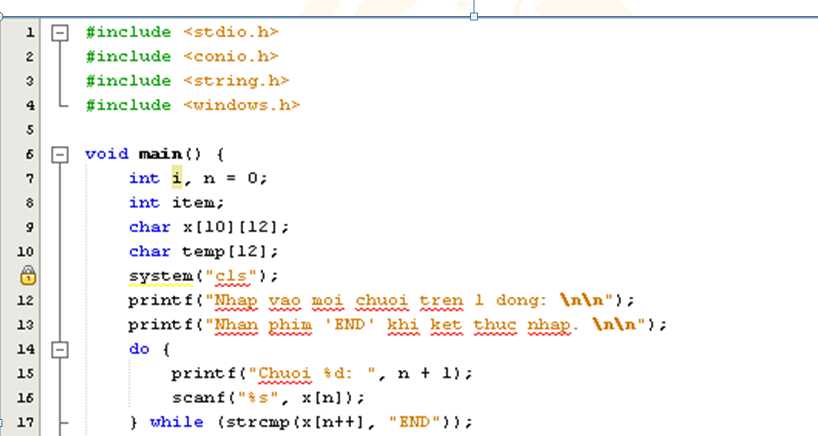 1 #include <stdio.h>
2 #include <conio.h>
3 #include <string.h>
4 #include <windows.h>
5
6 void main() {
7 int i, n = 0;
8 int item;
9 char x[10][12];
10 char temp[12];
system("cls");
12 printf("Nhap vao moi chuoi tren 1 dong: \n\n");
13 printf("Nhan phim 'END' khi ket thuc nhap. \n\n");
14 do {
15 printf("Chuoi %d: ", n + 1);
16 scanf("%s", x[n]);
17 } while (strcmp(x[n++], "END"));